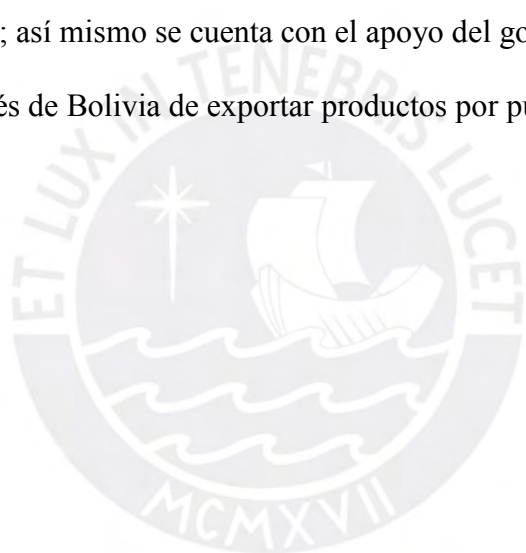 ; así mismo se cuenta con el apoyo del go
és de Bolivia de exportar productos por pu
ET LUX IN TENEBRIS LUCET
MCMXVII